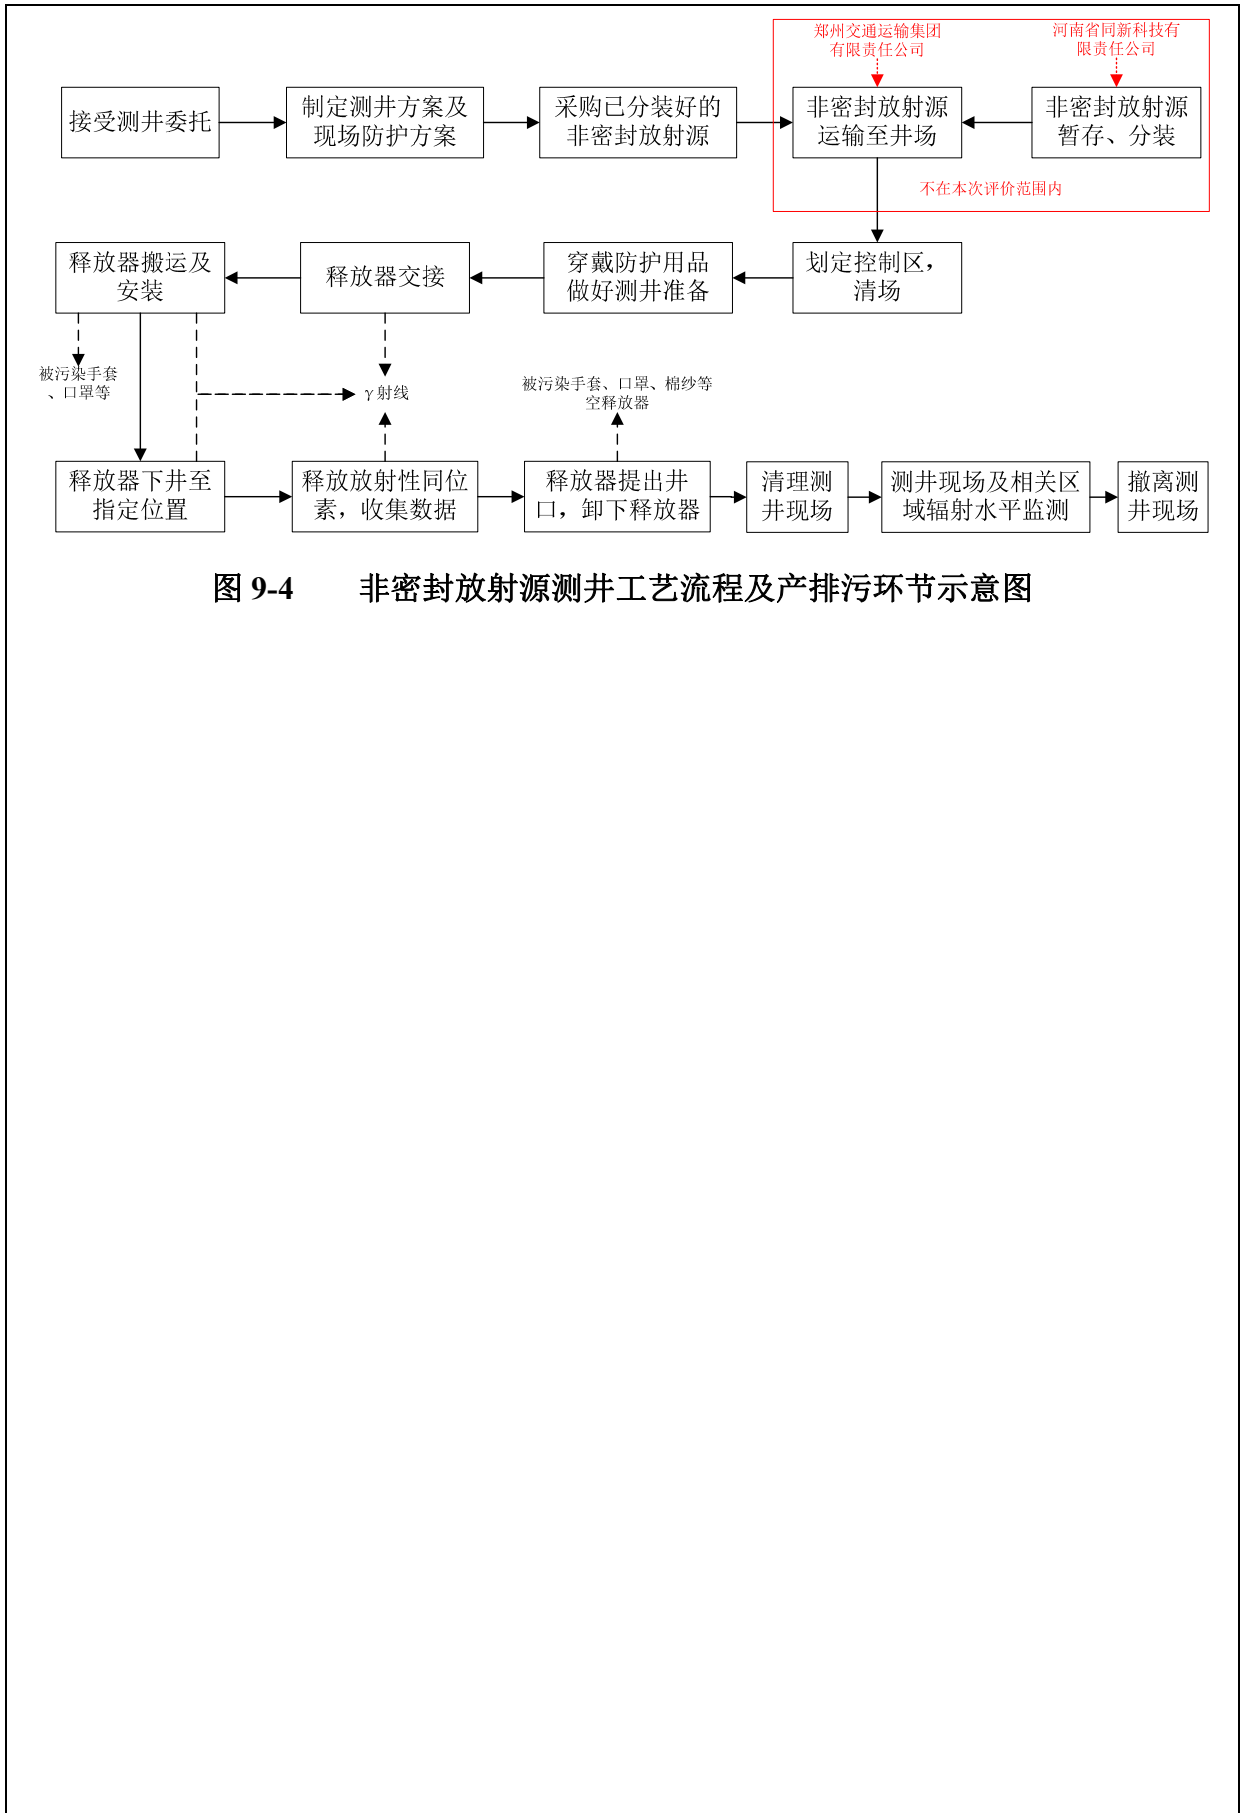 郑州交通运输集团
有限责任公司
河南省同新科技有
限责任公司
接受测井委托
制定测井方案及
现场防护方案
采购已分装好的
非密封放射源
非密封放射源
运输至井场
非密封放射源
暂存、分装
不在本次评价范围内
释放器搬运及
安装
释放器交接
穿戴防护用品
做好测井准备
划定控制区，
清场
被污染手套
、口罩等
γ射线
被污染手套、口罩、棉纱等
空释放器
释放器下井至
指定位置
释放放射性同位
素，收集数据
释放器提出井
口，卸下释放器
清理测
井现场
测井现场及相关区
域辐射水平监测
撤离测
井现场
图 9-4 非密封放射源测井工艺流程及产排污环节示意图